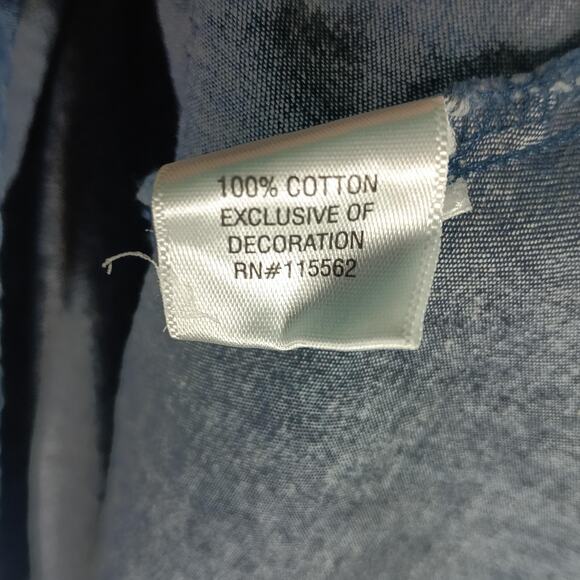 100% COTTON
EXCLUSIVE OF
DECORATION
RN#115562